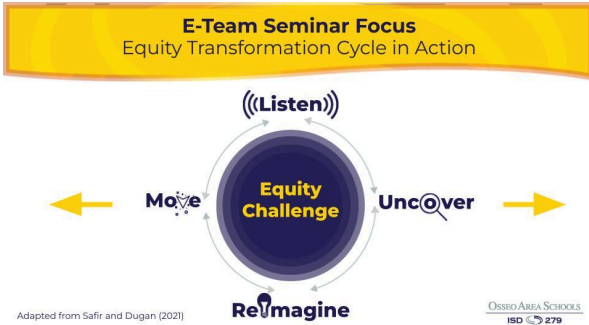 E-Team Seminar Focus
Equity Transformation Cycle in Action
(((Listen)))
Move
Equity
Challenge
Uncover
Reimagine
Adapted from Safir and Dugan (2021)
OSSEO AREA SCHOOLS
ISD 279